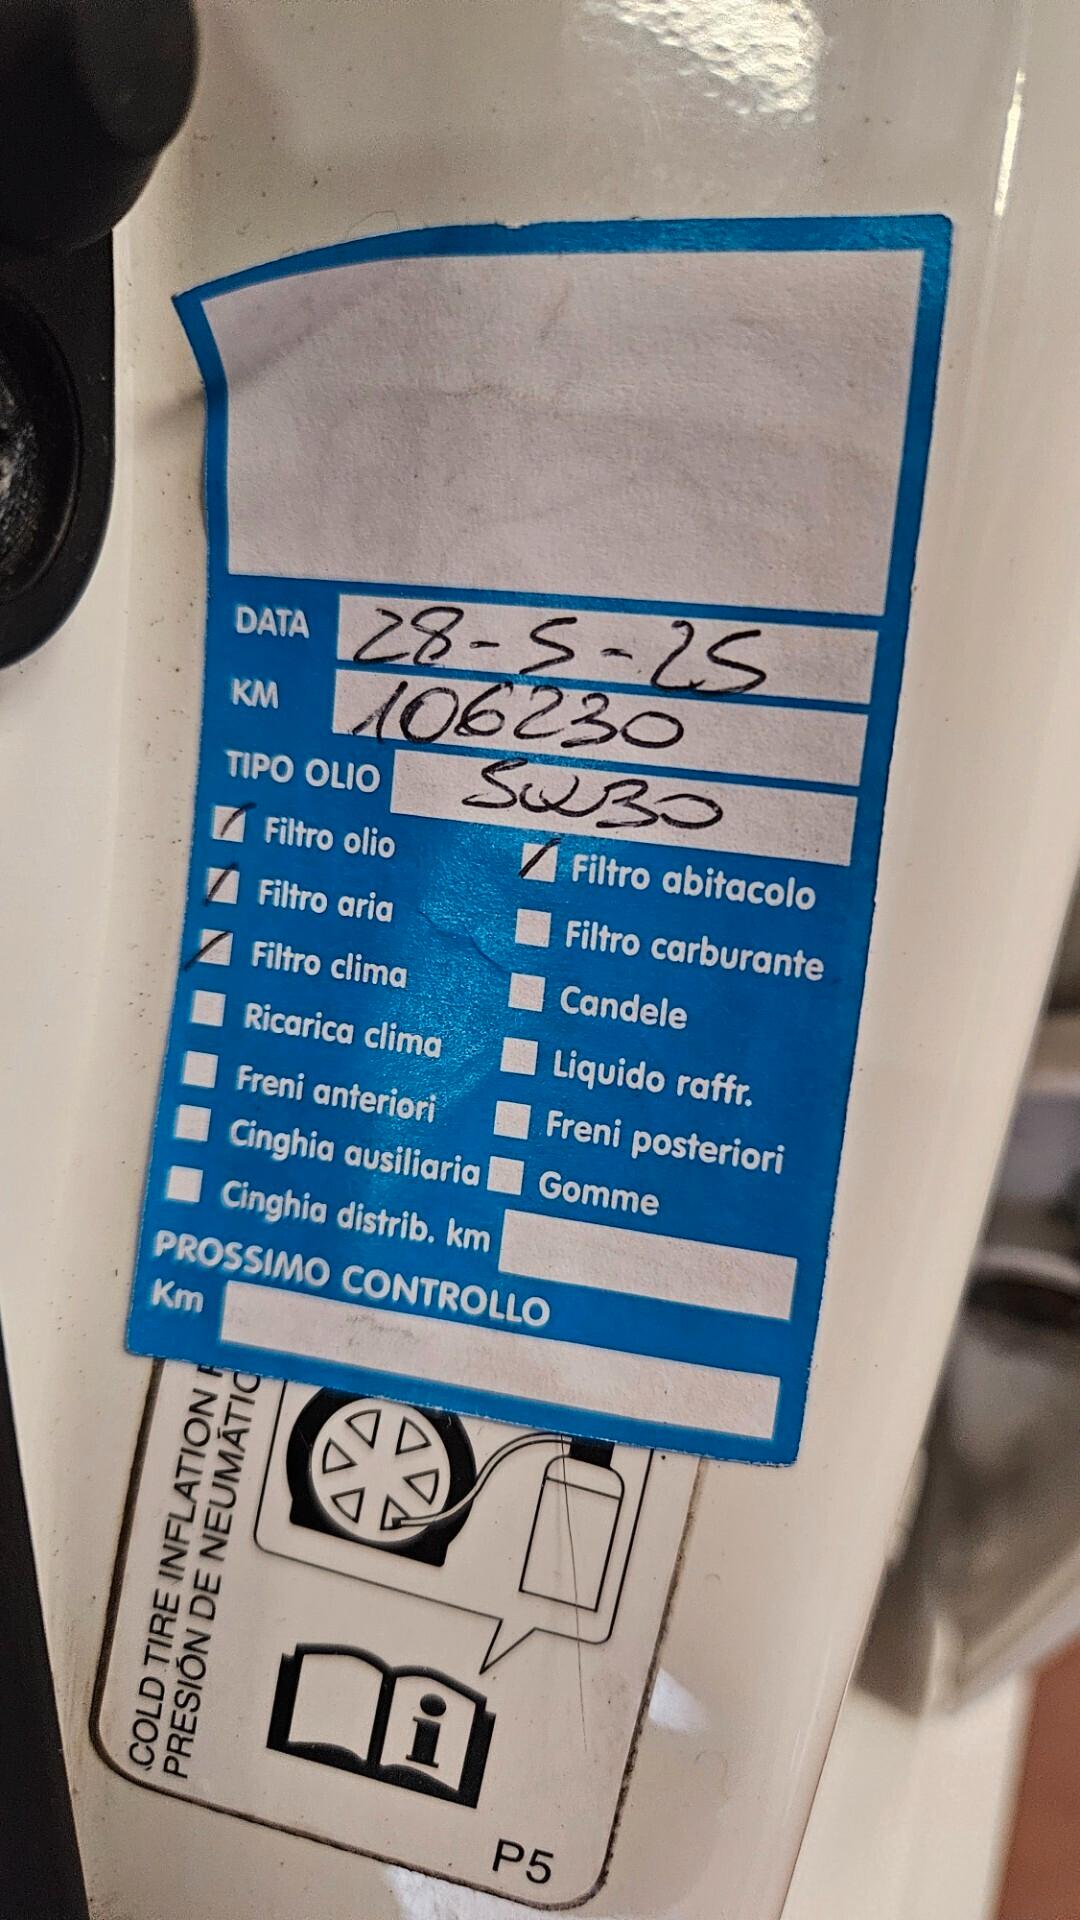 DATA 28-5-25
KM 106230
TIPO OLIO 5W30
Filtro olio
Filtro abitacolo
Filtro aria
Filtro carburante
Filtro clima
Candele
Ricarica clima
Liquido raffr.
Freni anteriori
Freni posteriori
Cinghia ausiliaria
Gomme
Cinghia distrib. km
PROSSIMO CONTROLLO
Km
COLD TIRE INFLATION
PRESIÓN DE NEUMÁTIC
i
P5